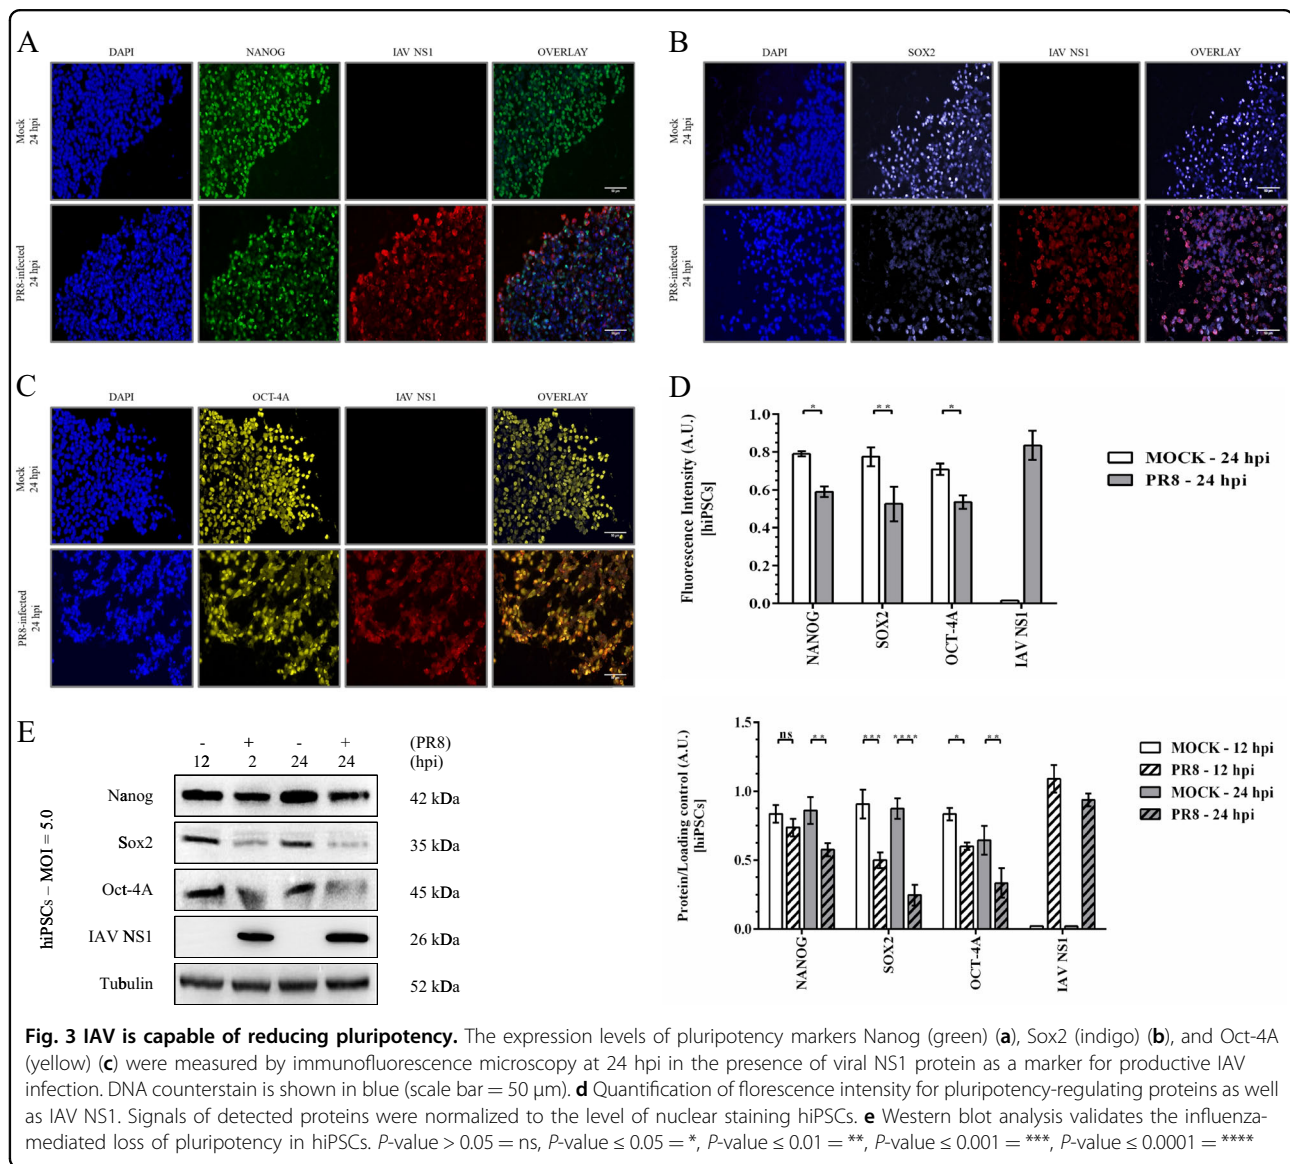 A
DAPI NANOG IAV NS1 OVERLAY
Mock
24 hpi
PR8-infected
24 hpi
B
DAPI SOX2 IAV NS1 OVERLAY
Mock
24 hpi
PR8-infected
24 hpi
C
DAPI OCT-4A IAV NS1 OVERLAY
Mock
24 hpi
PR8-infected
24 hpi
D
Fluorescence Intensity (A.U.)
[hiPSCs]
1.0
0.8
0.6
0.4
0.2
0.0
* ** *
NANOG SOX2 OCT-4A IAV NS1
MOCK - 24 hpi
PR8 - 24 hpi
E
hiPSCs – MOI = 5.0
- + - + (PR8)
12 2 24 24 (hpi)
Nanog 42 kDa
Sox2 35 kDa
Oct-4A 45 kDa
IAV NS1 26 kDa
Tubulin 52 kDa
Protein/Loading control (A.U.)
[hiPSCs]
1.5
1.0
0.5
0.0
ns ** *** **** * **
NANOG SOX2 OCT-4A IAV NS1
MOCK - 12 hpi
PR8 - 12 hpi
MOCK - 24 hpi
PR8 - 24 hpi
Fig. 3 IAV is capable of reducing pluripotency. The expression levels of pluripotency markers Nanog (green) (a), Sox2 (indigo) (b), and Oct-4A
(yellow) (c) were measured by immunofluorescence microscopy at 24 hpi in the presence of viral NS1 protein as a marker for productive IAV
infection. DNA counterstain is shown in blue (scale bar = 50 µm). d Quantification of florescence intensity for pluripotency-regulating proteins as well
as IAV NS1. Signals of detected proteins were normalized to the level of nuclear staining hiPSCs. e Western blot analysis validates the influenza-
mediated loss of pluripotency in hiPSCs. P-value > 0.05 = ns, P-value ≤ 0.05 = *, P-value ≤ 0.01 = **, P-value ≤ 0.001 = ***, P-value ≤ 0.0001 = ****